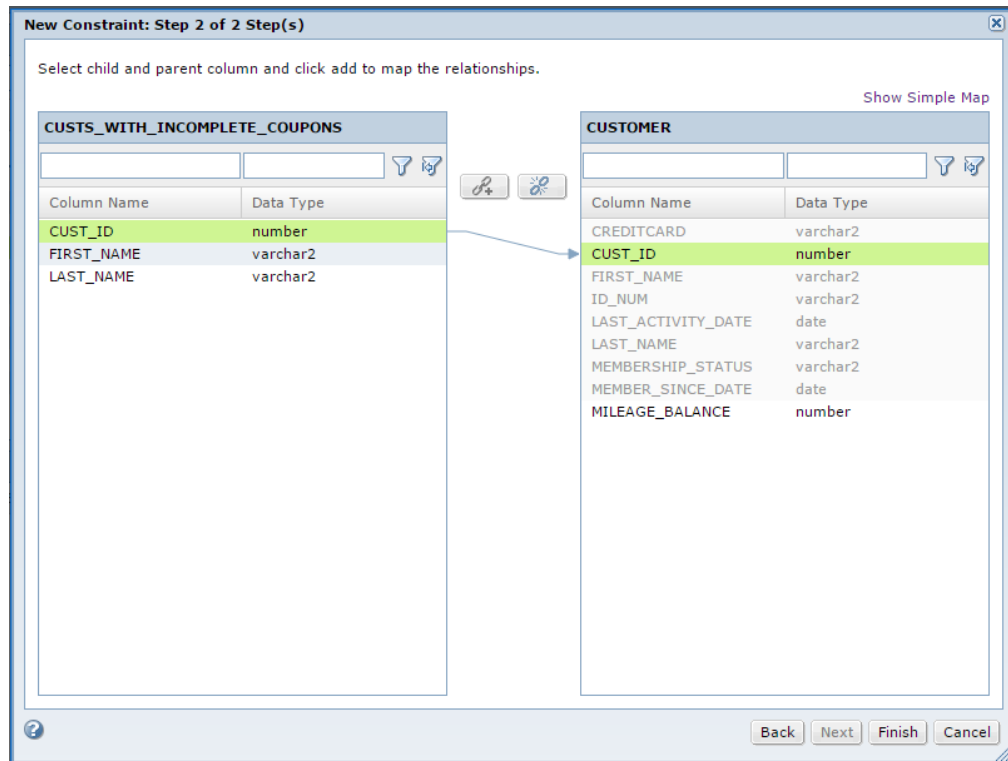 New Constraint: Step 2 of 2 Step(s)
Select child and parent column and click add to map the relationships.
Show Simple Map
CUSTS_WITH_INCOMPLETE_COUPONS
Column Name Data Type
CUST_ID number
FIRST_NAME varchar2
LAST_NAME varchar2
CUSTOMER
Column Name Data Type
CREDITCARD varchar2
CUST_ID number
FIRST_NAME varchar2
ID_NUM varchar2
LAST_ACTIVITY_DATE date
LAST_NAME varchar2
MEMBERSHIP_STATUS varchar2
MEMBER_SINCE_DATE date
MILEAGE_BALANCE number
Back Next Finish Cancel